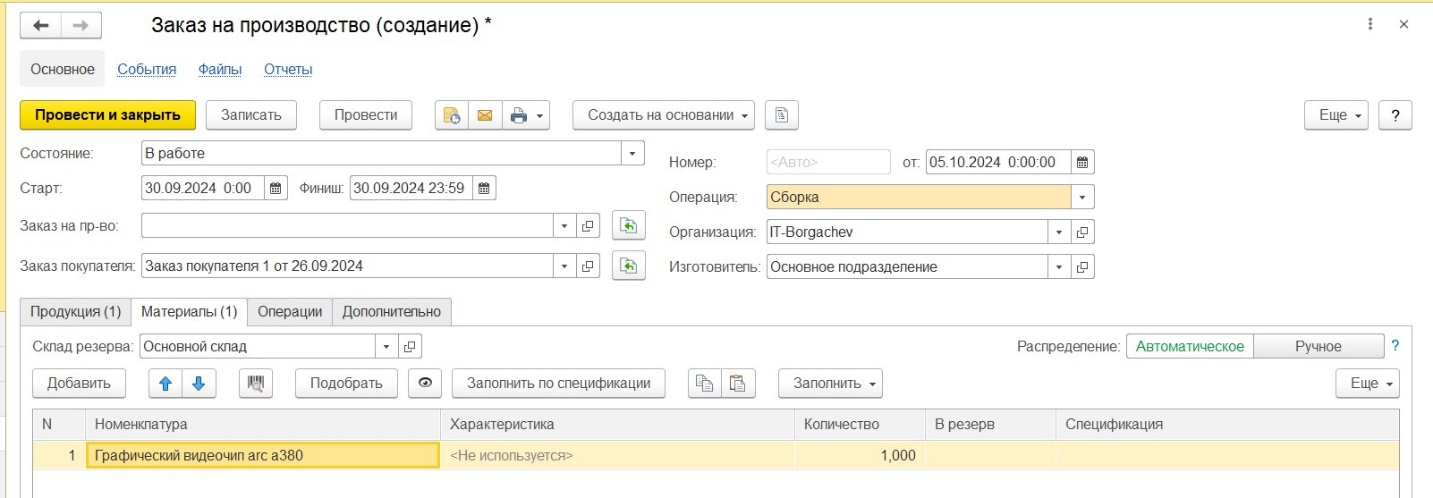 Заказ на производство (создание) *
Основное События Файлы Отчеты
Провести и закрыть Записать Провести Создать на основании Еще ?
Состояние: В работе
Номер: <Авто> от: 05.10.2024 0:00:00
Старт: 30.09.2024 0:00 Финиш: 30.09.2024 23:59
Операция: Сборка
Заказ на пр-во:
Организация: IT-Borgachev
Заказ покупателя: Заказ покупателя 1 от 26.09.2024
Изготовитель: Основное подразделение
Продукция (1) Материалы (1) Операции Дополнительно
Склад резерва: Основной склад Распределение: Автоматическое Ручное ?
Добавить Подобрать Заполнить по спецификации Заполнить Еще
N Номенклатура Характеристика Количество В резерв Спецификация
1 Графический видеочип arc a380 <Не используется> 1,000